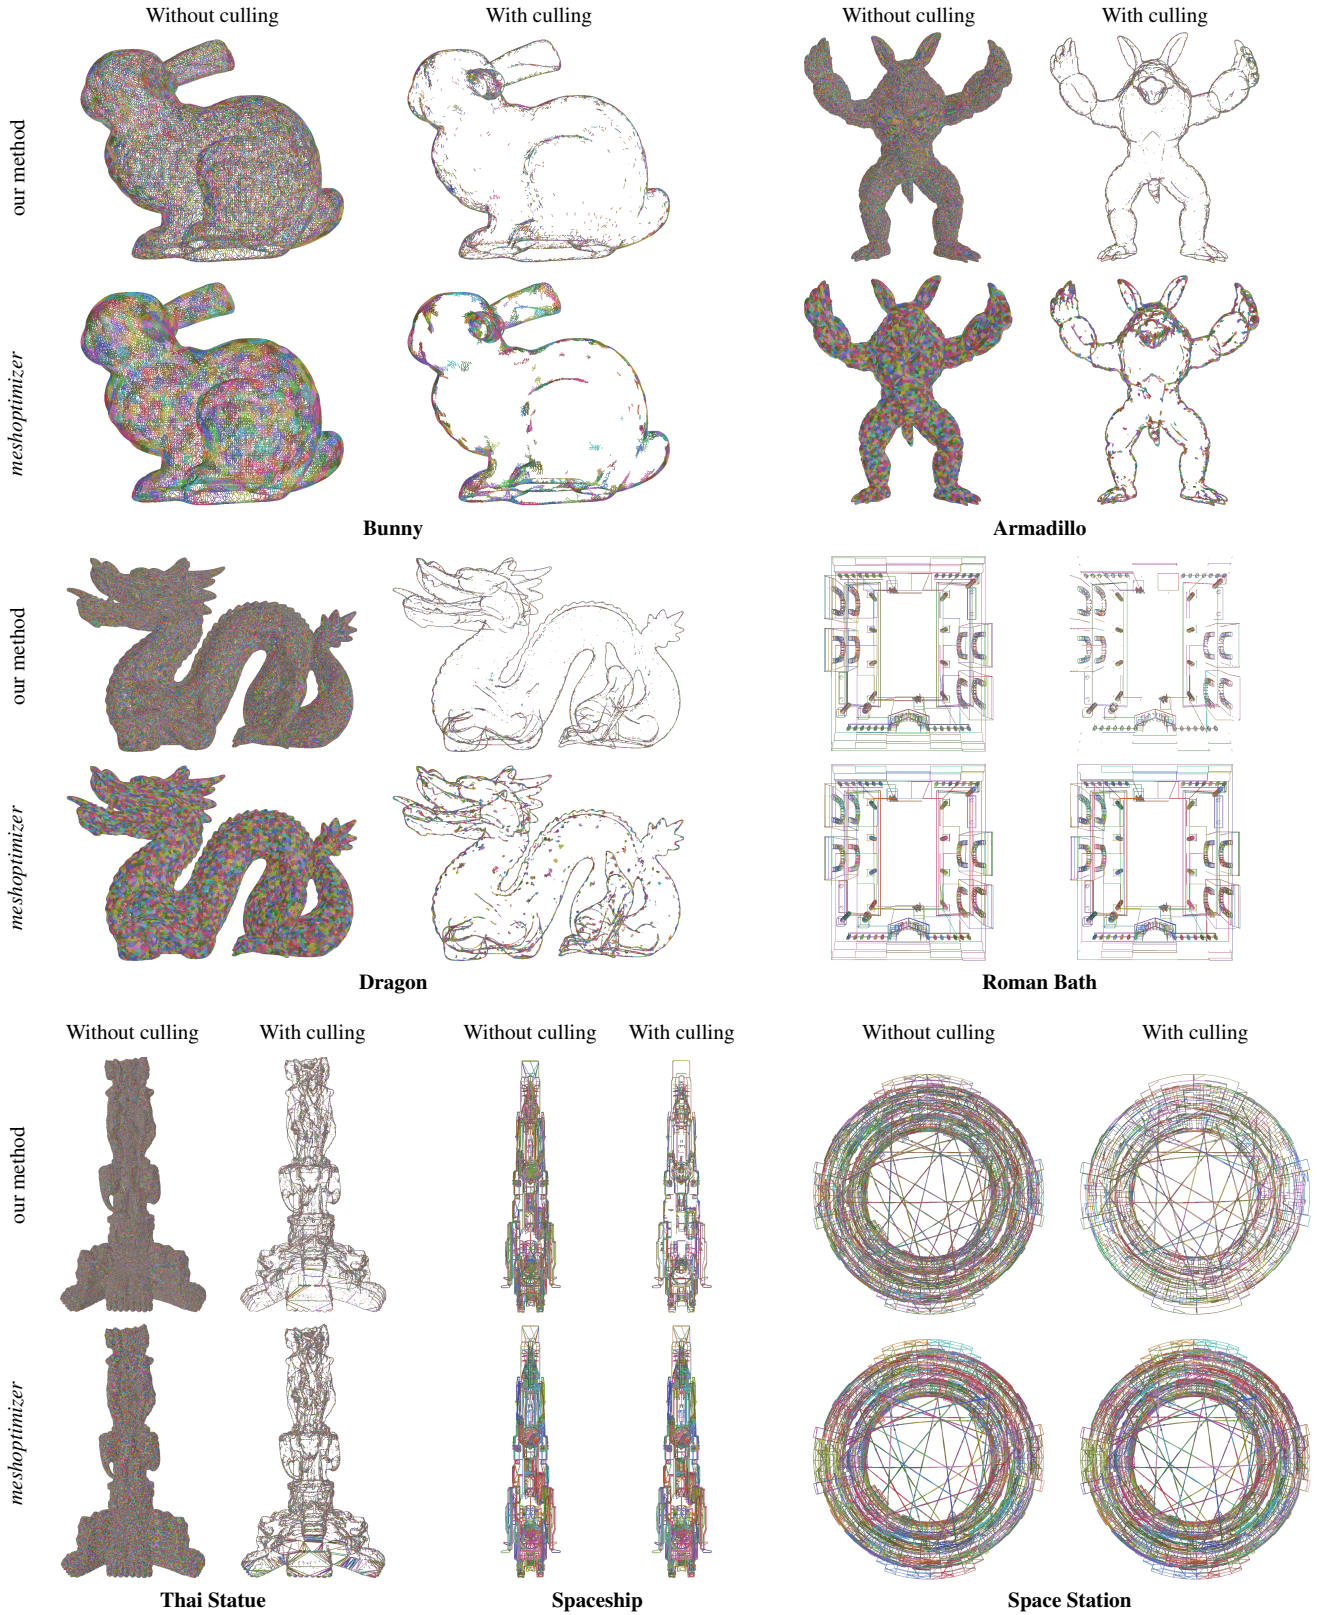 Without culling
With culling
Without culling
With culling
our method
meshoptimizer
Bunny
Armadillo
our method
meshoptimizer
Dragon
Roman Bath
Without culling
With culling
Without culling
With culling
Without culling
With culling
our method
meshoptimizer
Thai Statue
Spaceship
Space Station